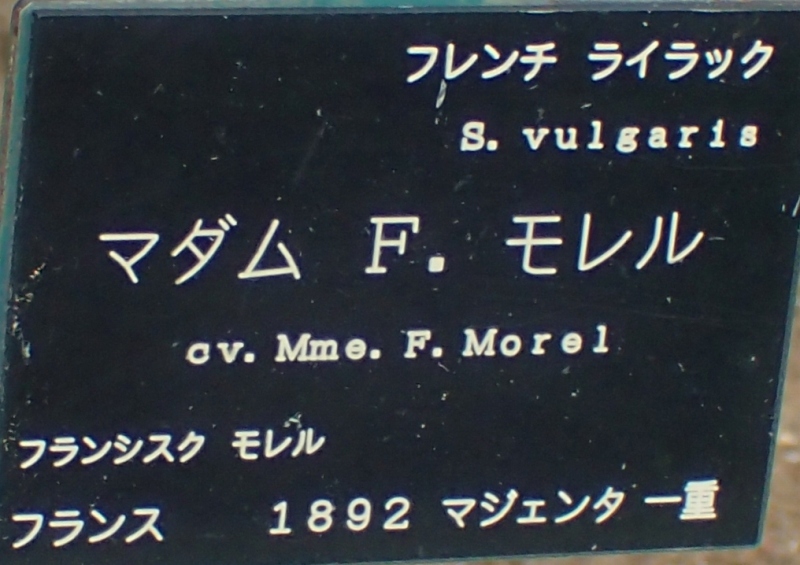 フレンチ ライラック
S. vulgaris
マダム F. モレル
cv. Mme. F. Morel
フランシスク モレル
フランス 1892 マジェンタ 一重